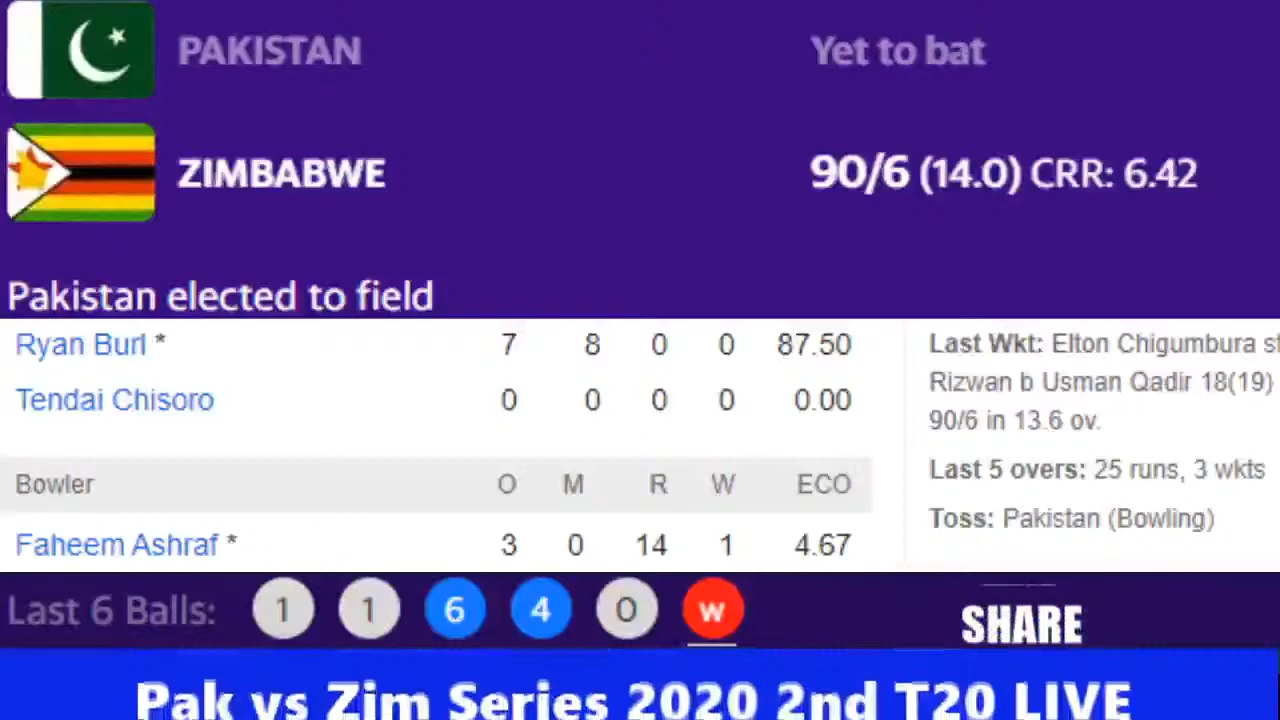 PAKISTAN Yet to bat
ZIMBABWE 90/6 (14.0) CRR: 6.42
Pakistan elected to field
Ryan Burl * 7 8 0 0 87.50
Tendai Chisoro 0 0 0 0 0.00
Bowler O M R W ECO
Faheem Ashraf * 3 0 14 1 4.67
Last Wkt: Elton Chigumbura st
Rizwan b Usman Qadir 18(19)
90/6 in 13.6 ov.
Last 5 overs: 25 runs, 3 wkts
Toss: Pakistan (Bowling)
Last 6 Balls: 1 1 6 4 0 w
SHARE
Pak vs Zim Series 2020 2nd T20 LIVE